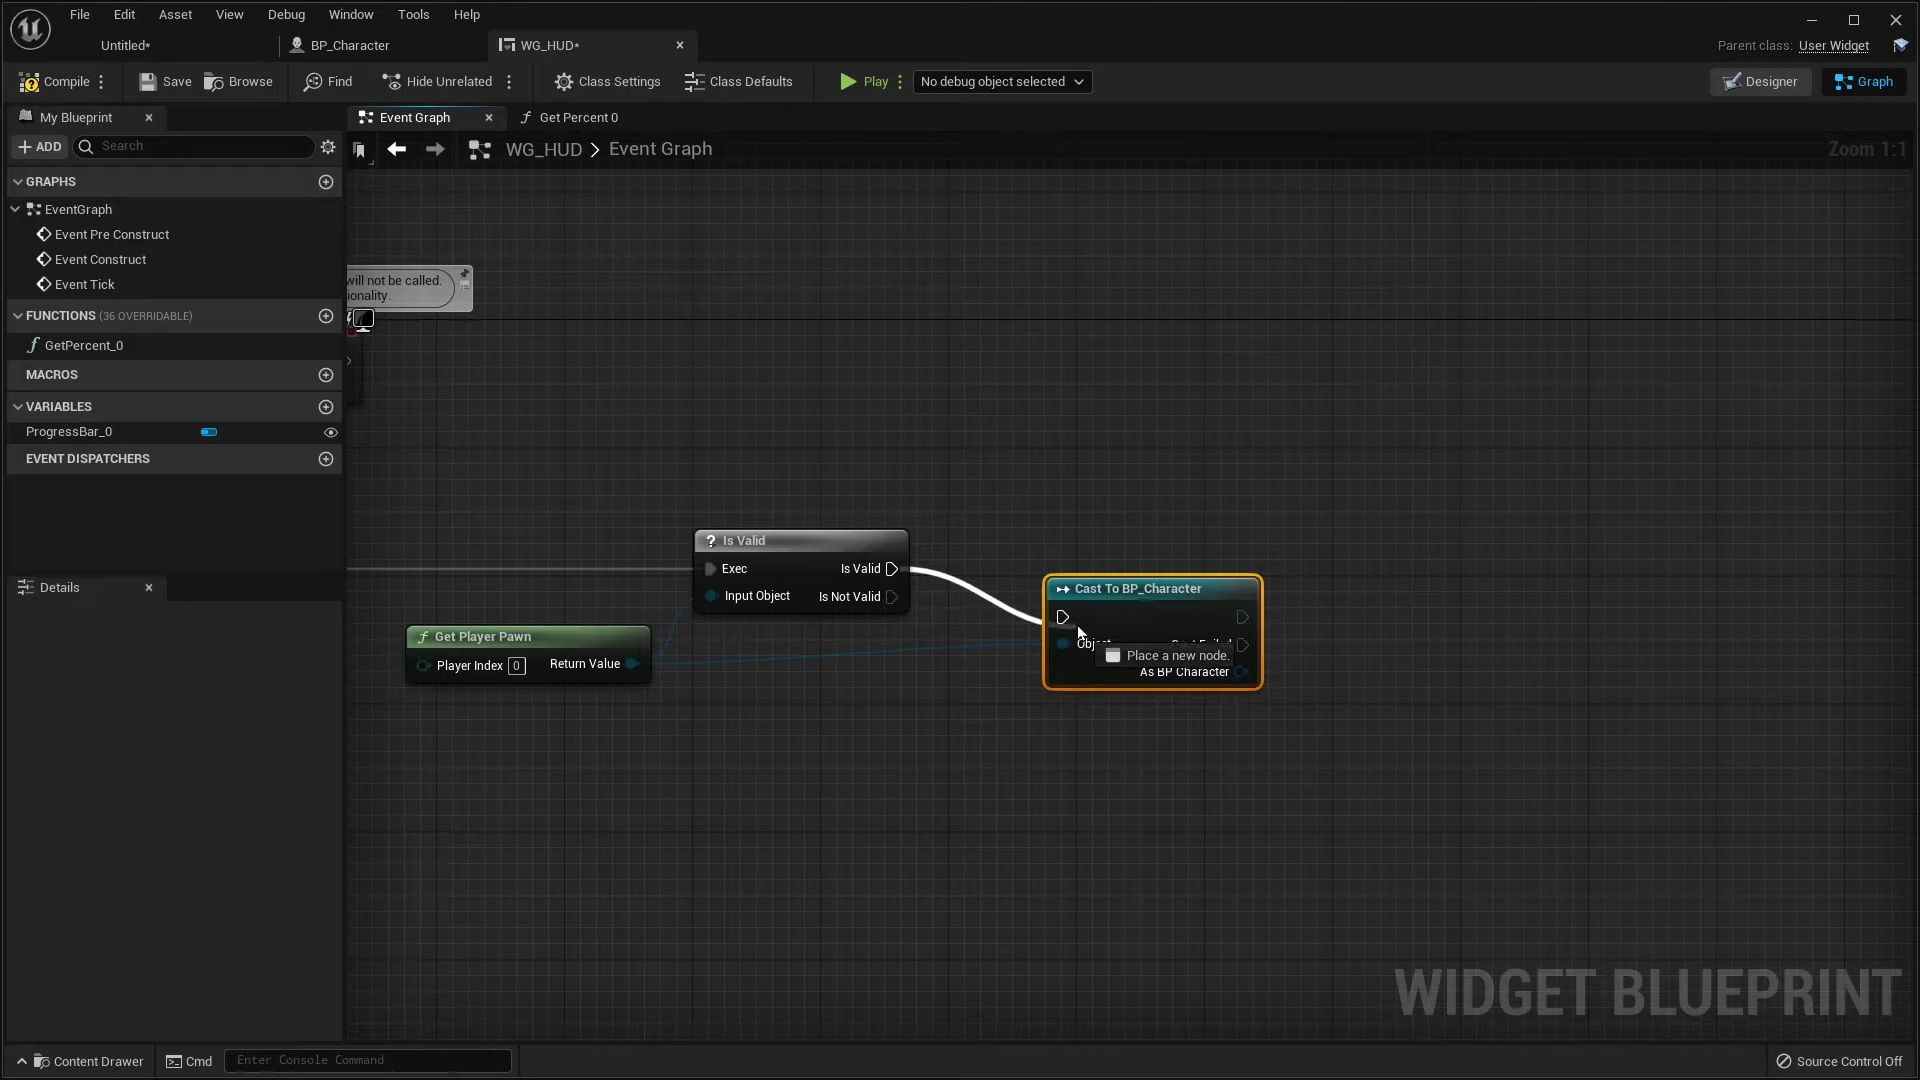 File Edit Asset View Debug Window Tools Help
Untitled*
BP_Character
WG_HUD*
Parent class: User Widget
Compile
Save
Browse
Find
Hide Unrelated
Class Settings
Class Defaults
Play
No debug object selected
Designer
Graph
My Blueprint
Event Graph
Get Percent 0
ADD
Search
WG_HUD > Event Graph
Zoom 1:1
GRAPHS
EventGraph
Event Pre Construct
Event Construct
Event Tick
FUNCTIONS (36 OVERRIDABLE)
GetPercent_0
MACROS
VARIABLES
ProgressBar_0
EVENT DISPATCHERS
will not be called.
ionality.
Details
Is Valid
Exec
Is Valid
Input Object
Is Not Valid
Get Player Pawn
Player Index 0
Return Value
Cast To BP_Character
Object
Place a new node.
As BP Character
WIDGET BLUEPRINT
Content Drawer
Cmd
Enter Console Command
Source Control Off